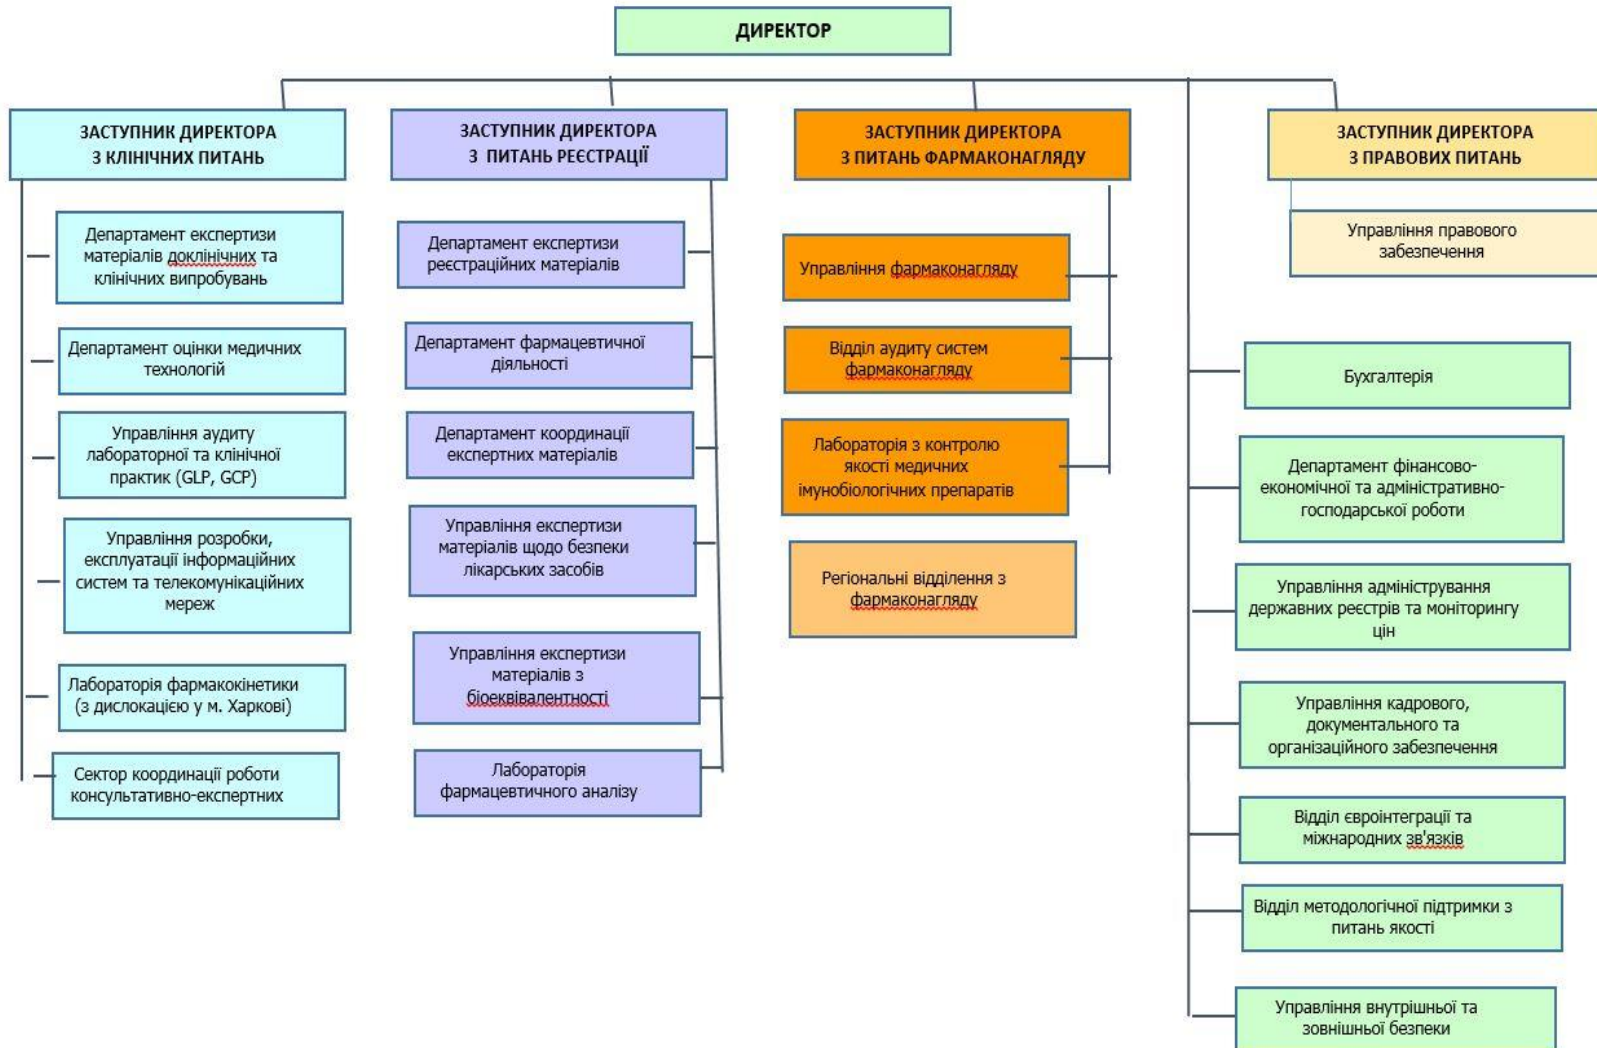 ДИРЕКТОР
ЗАСТУПНИК ДИРЕКТОРА
З КЛІНІЧНИХ ПИТАНЬ
Департамент експертизи
матеріалів доклінічних та
клінічних випробувань
Департамент оцінки медичних
технологій
Управління аудиту
лабораторної та клінічної
практик (GLP, GCP)
Управління розробки,
експлуатації інформаційних
систем та телекомунікаційних
мереж
Лабораторія фармакокінетики
(з дислокацією у м. Харкові)
Сектор координації роботи
консультативно-експертних
ЗАСТУПНИК ДИРЕКТОРА
З ПИТАНЬ РЕЄСТРАЦІЇ
Департамент експертизи
реєстраційних матеріалів
Департамент фармацевтичної
діяльності
Департамент координації
експертних матеріалів
Управління експертизи
матеріалів щодо безпеки
лікарських засобів
Управління експертизи
матеріалів з
біоеквівалентності
Лабораторія
фармацевтичного аналізу
ЗАСТУПНИК ДИРЕКТОРА
З ПИТАНЬ ФАРМАКОНАГЛЯДУ
Управління фармаконагляду
Відділ аудиту систем
фармаконагляду
Лабораторія з контролю
якості медичних
імунобіологічних препаратів
Регіональні відділення з
фармаконагляду
ЗАСТУПНИК ДИРЕКТОРА
З ПРАВОВИХ ПИТАНЬ
Управління правового
забезпечення
Бухгалтерія
Департамент фінансово-
економічної та адміністративно-
господарської роботи
Управління адміністрування
державних реєстрів та моніторингу
цін
Управління кадрового,
документального та
організаційного забезпечення
Відділ євроінтеграції та
міжнародних зв'язків
Відділ методологічної підтримки з
питань якості
Управління внутрішньої та
зовнішньої безпеки